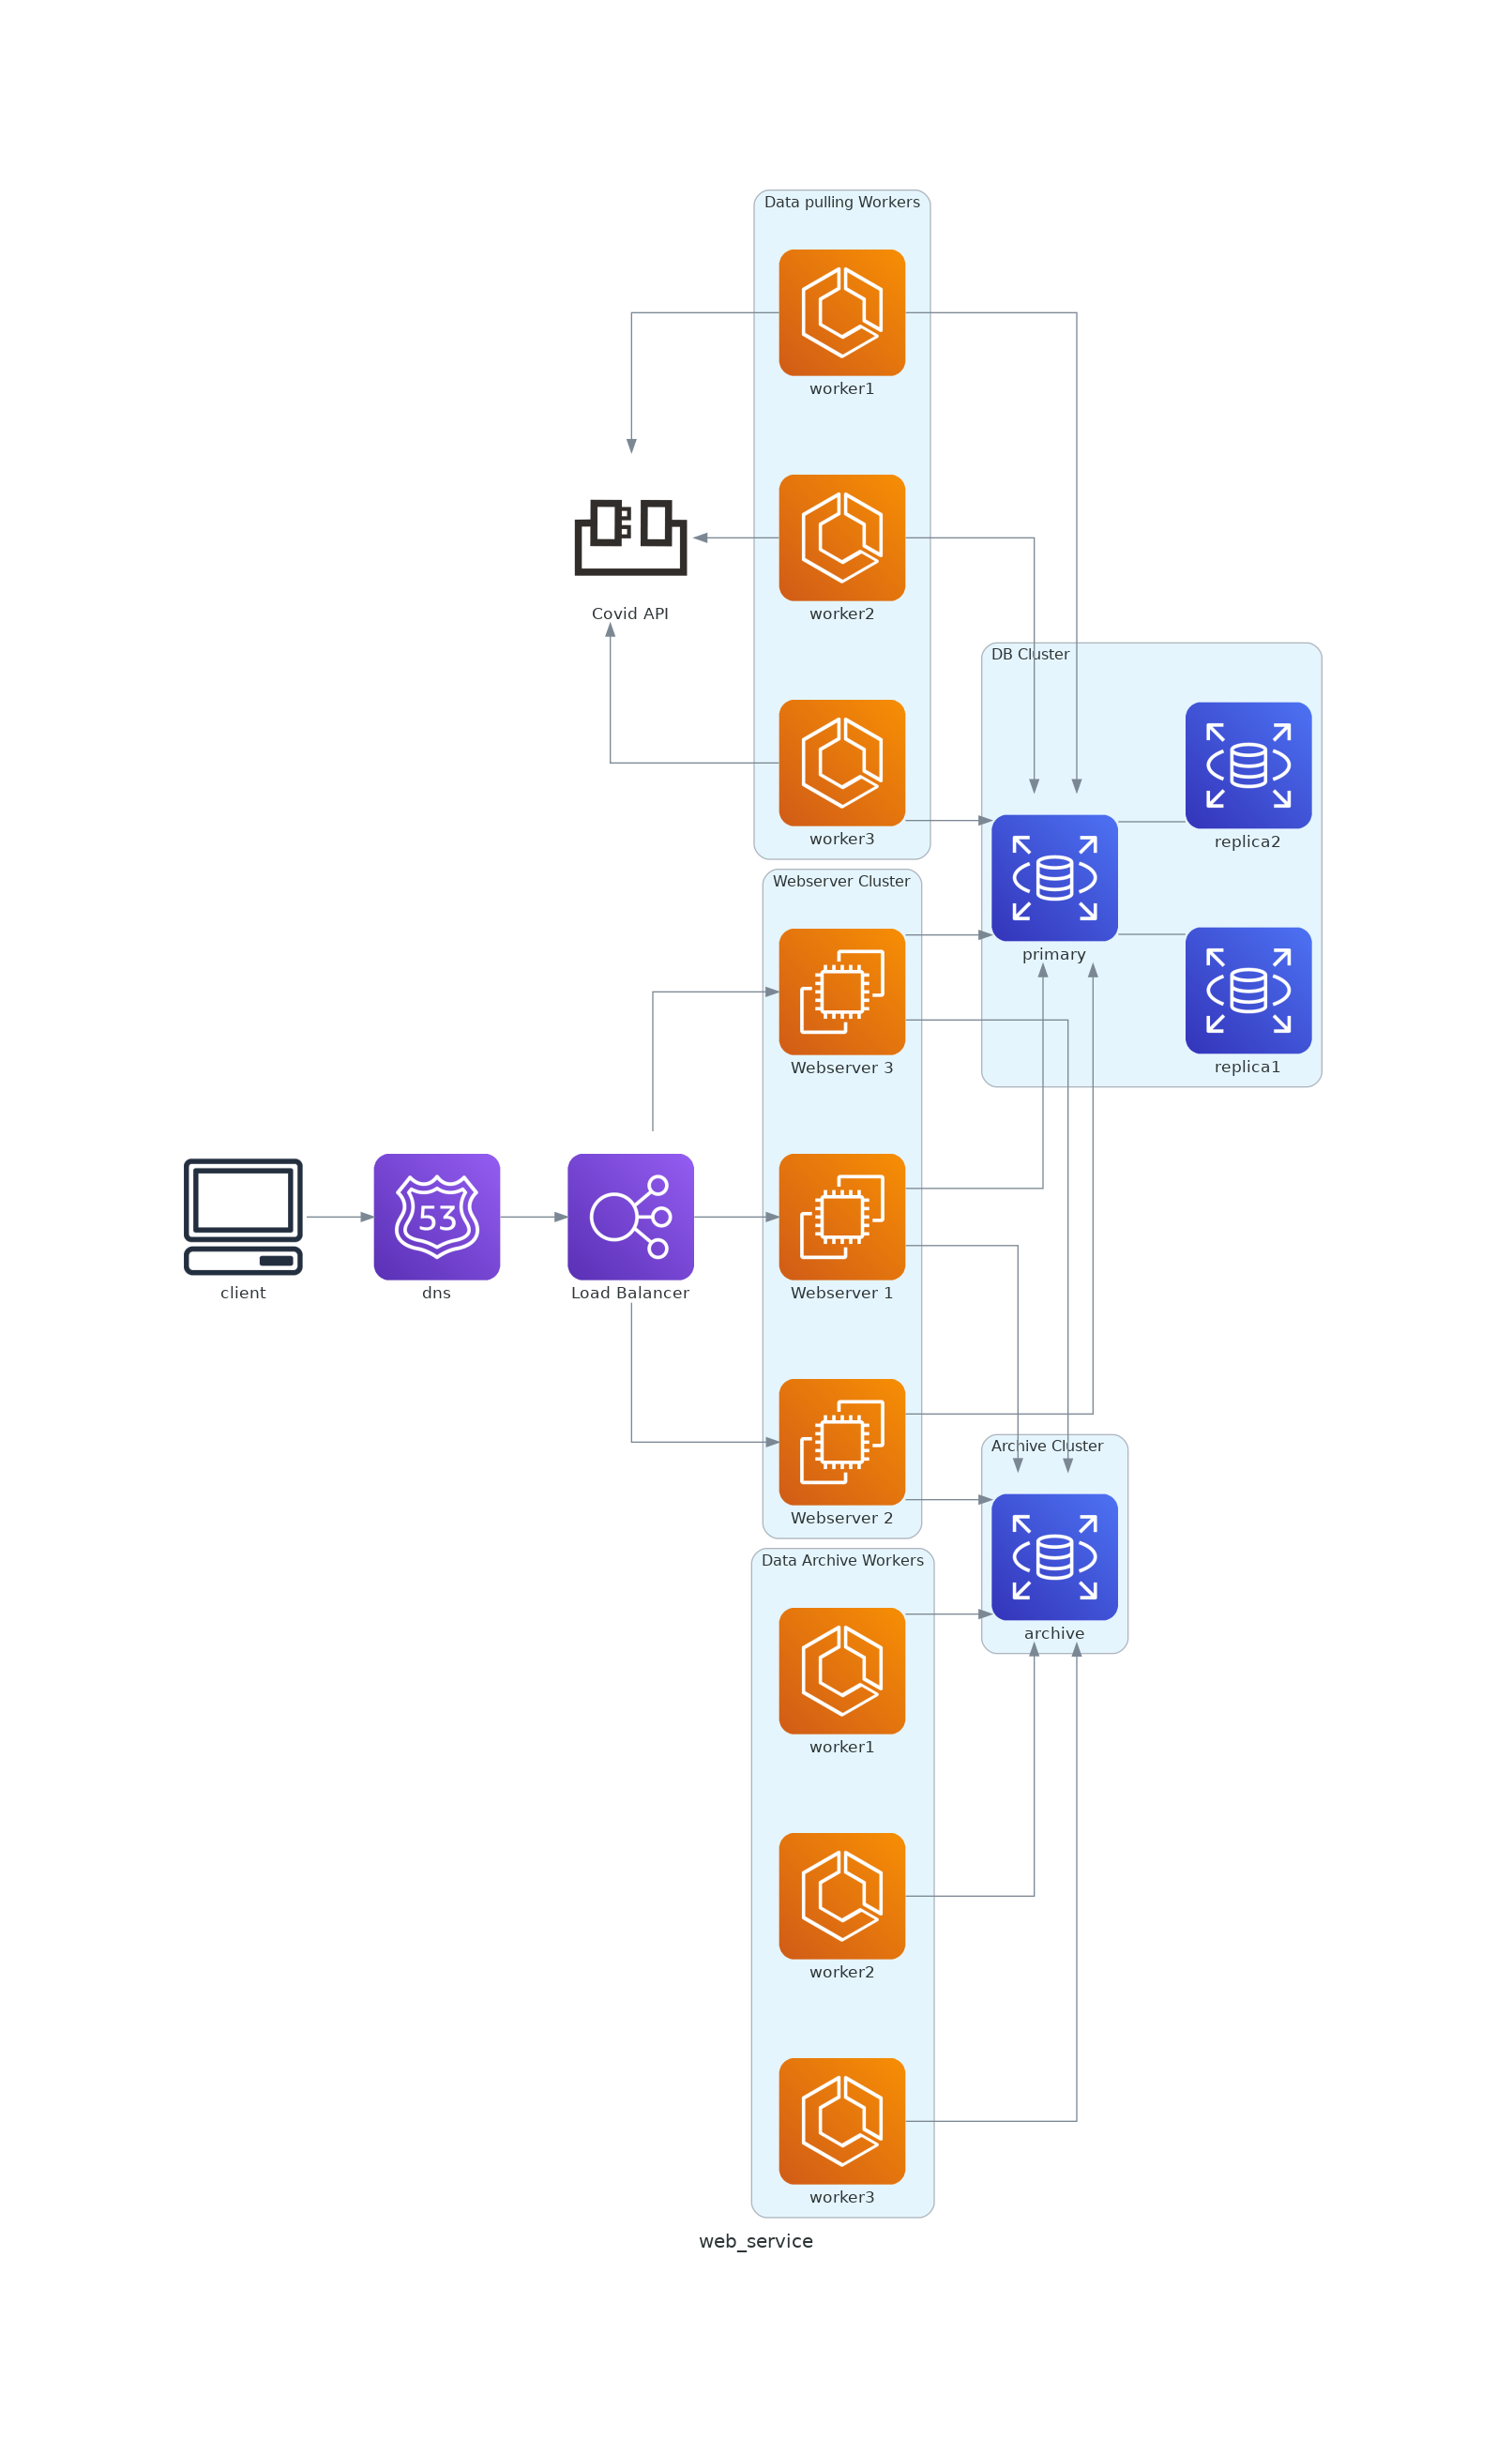 Data pulling Workers
worker1
worker2
Covid API
worker3
DB Cluster
replica2
primary
replica1
Webserver Cluster
Webserver 3
client
dns
53
Load Balancer
Webserver 1
Webserver 2
Archive Cluster
archive
Data Archive Workers
worker1
worker2
worker3
web_service